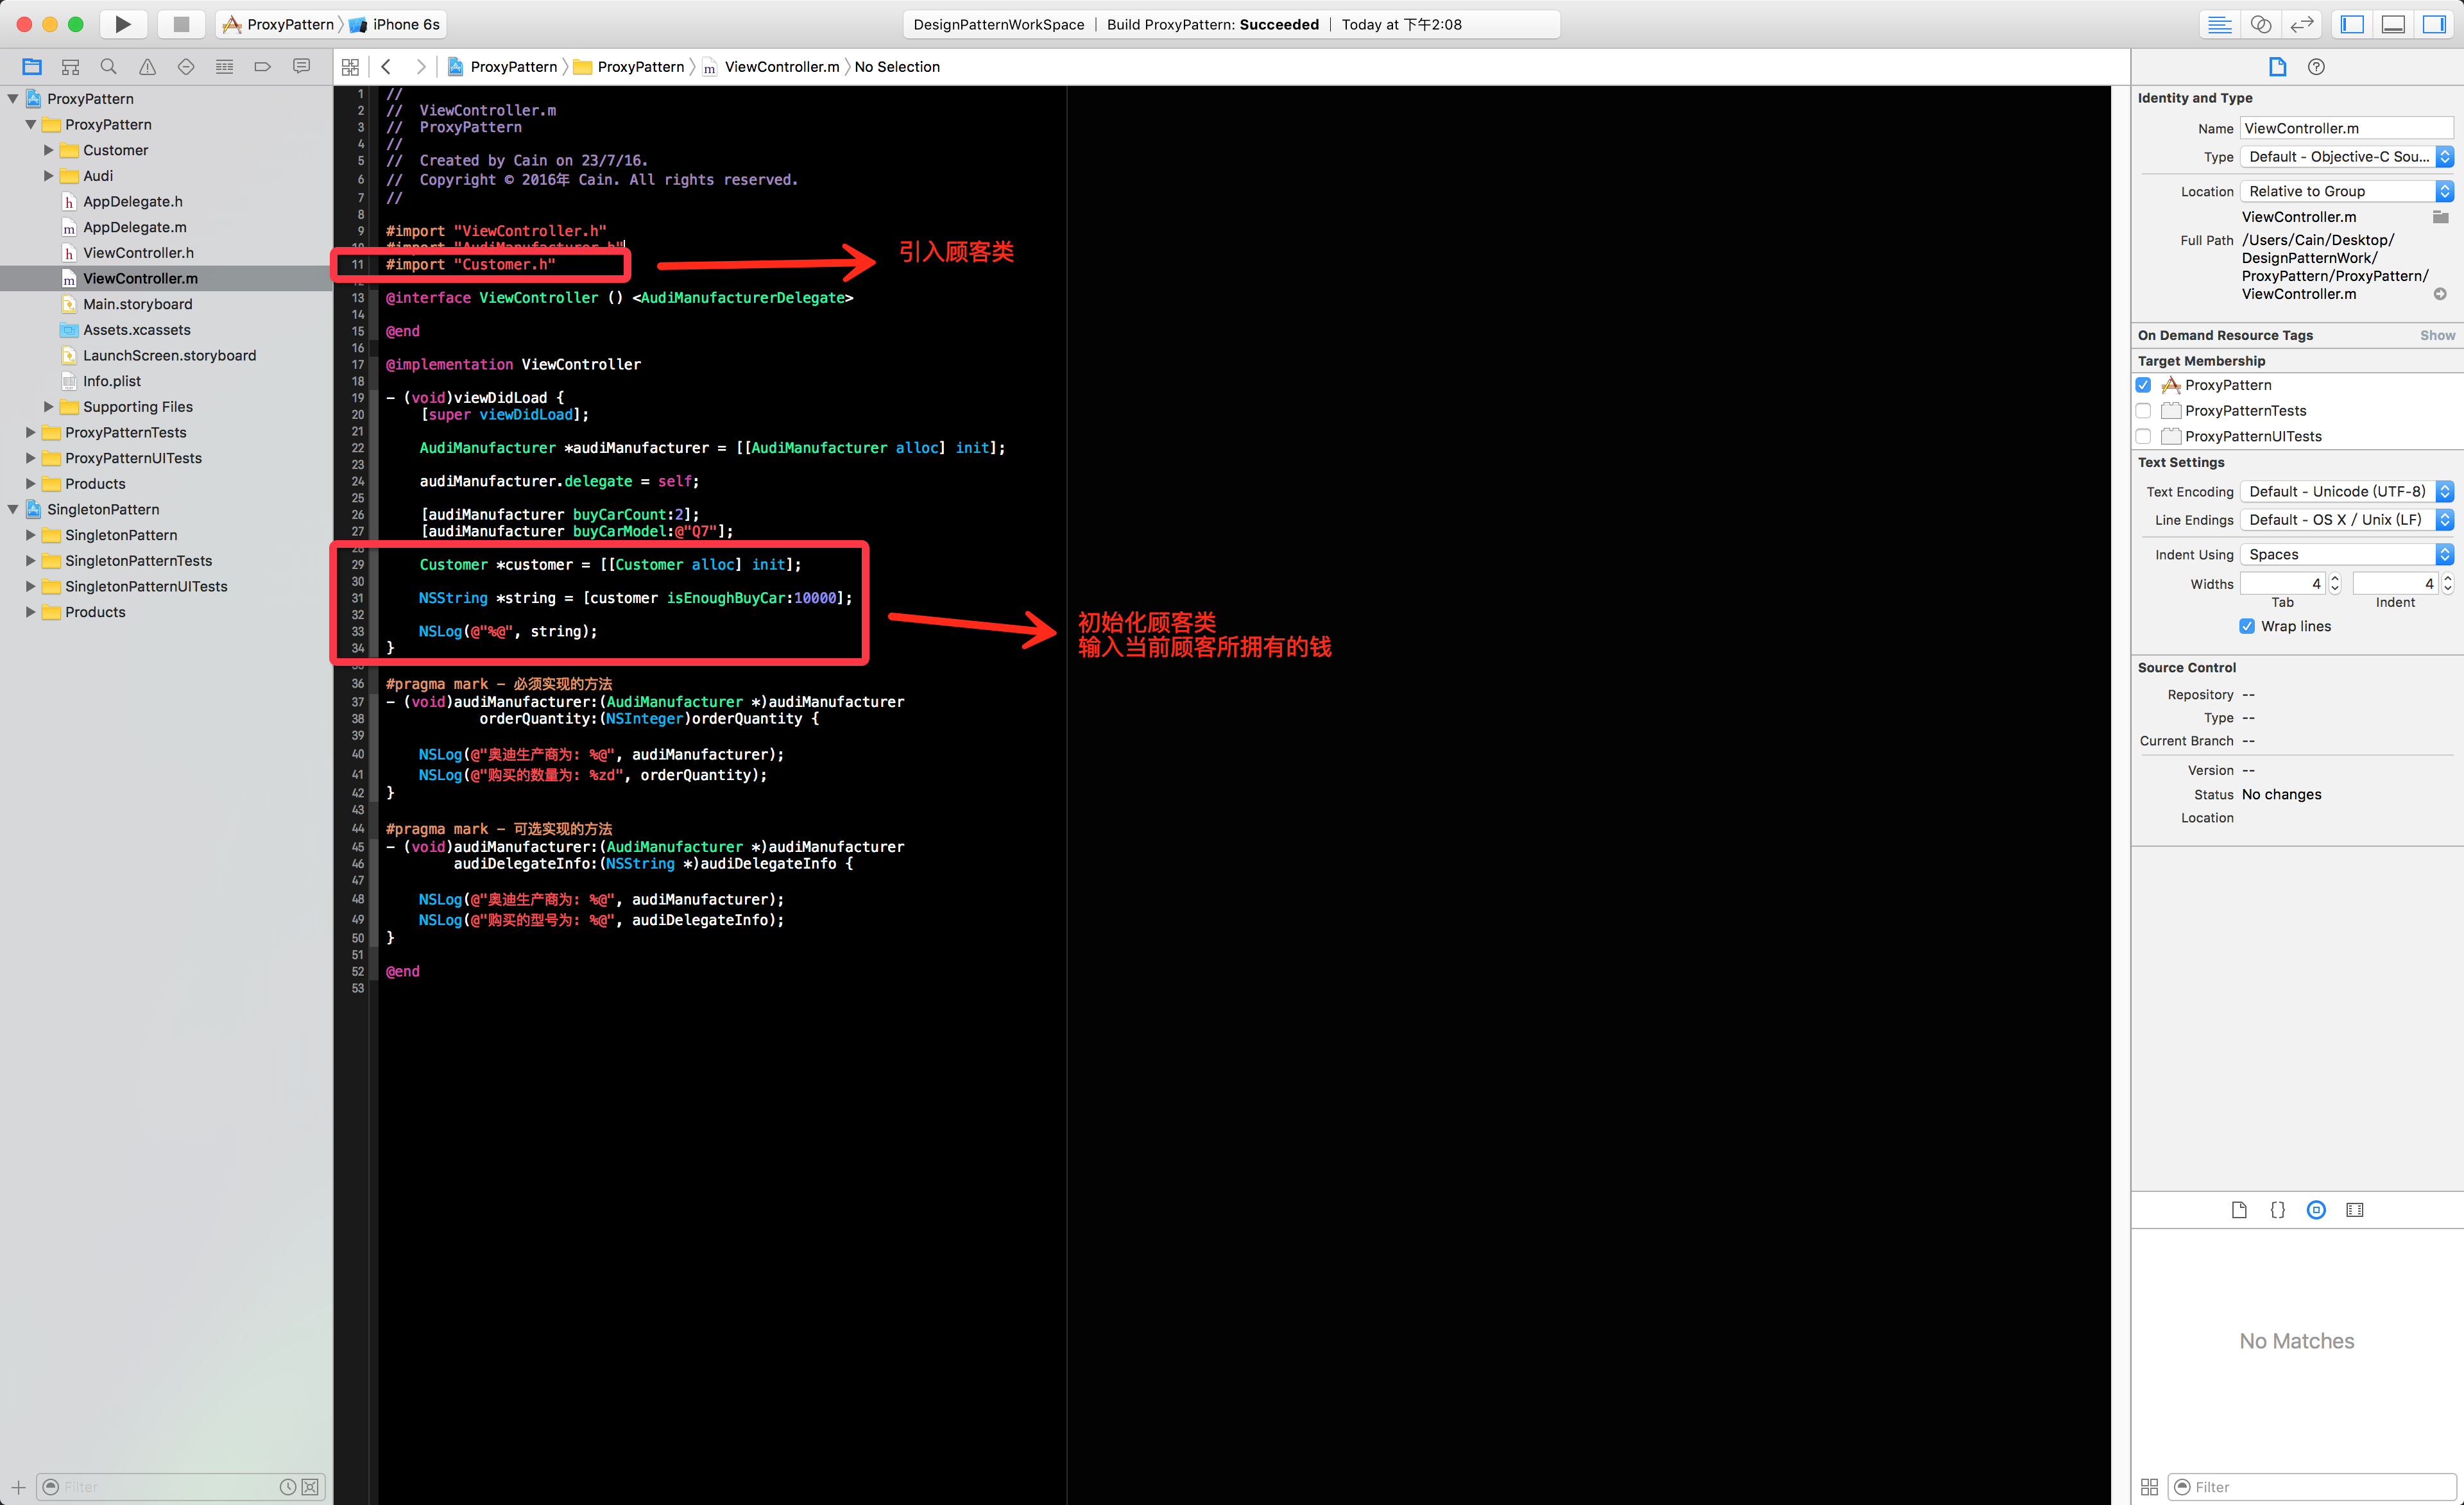 ProxyPattern 〉 iPhone 6s
DesignPatternWorkSpace | Build ProxyPattern: Succeeded | Today at 下午2:08
ProxyPattern 〉 ProxyPattern 〉 ViewController.m 〉 No Selection
ProxyPattern
ProxyPattern
Customer
Audi
AppDelegate.h
AppDelegate.m
ViewController.h
ViewController.m
Main.storyboard
Assets.xcassets
LaunchScreen.storyboard
Info.plist
Supporting Files
ProxyPatternTests
ProxyPatternUITests
Products
SingletonPattern
SingletonPattern
SingletonPatternTests
SingletonPatternUITests
Products
Filter
1 //
2 //  ViewController.m
3 //  ProxyPattern
4 //
5 //  Created by Cain on 23/7/16.
6 //  Copyright © 2016年 Cain. All rights reserved.
7 //
8
9 #import "ViewController.h"
10 #import "AudiManufacturer.h"
11 #import "Customer.h"
引入顾客类
12
13 @interface ViewController () <AudiManufacturerDelegate>
14
15 @end
16
17 @implementation ViewController
18
19 - (void)viewDidLoad {
20     [super viewDidLoad];
21
22     AudiManufacturer *audiManufacturer = [[AudiManufacturer alloc] init];
23
24     audiManufacturer.delegate = self;
25
26     [audiManufacturer buyCarCount:2];
27     [audiManufacturer buyCarModel:@"Q7"];
28
29     Customer *customer = [[Customer alloc] init];
30
31     NSString *string = [customer isEnoughBuyCar:10000];
32
33     NSLog(@"%@", string);
34 }
初始化顾客类
输入当前顾客所拥有的钱
35
36 #pragma mark - 必须实现的方法
37 - (void)audiManufacturer:(AudiManufacturer *)audiManufacturer
38            orderQuantity:(NSInteger)orderQuantity {
39
40     NSLog(@"奥迪生产商为: %@", audiManufacturer);
41     NSLog(@"购买的数量为: %zd", orderQuantity);
42 }
43
44 #pragma mark - 可选实现的方法
45 - (void)audiManufacturer:(AudiManufacturer *)audiManufacturer
46         audiDelegateInfo:(NSString *)audiDelegateInfo {
47
48     NSLog(@"奥迪生产商为: %@", audiManufacturer);
49     NSLog(@"购买的型号为: %@", audiDelegateInfo);
50 }
51
52 @end
53
Identity and Type
Name ViewController.m
Type Default - Objective-C Sou...
Location Relative to Group
ViewController.m
Full Path /Users/Cain/Desktop/
DesignPatternWork/
ProxyPattern/ProxyPattern/
ViewController.m
On Demand Resource Tags Show
Target Membership
ProxyPattern
ProxyPatternTests
ProxyPatternUITests
Text Settings
Text Encoding Default - Unicode (UTF-8)
Line Endings Default - OS X / Unix (LF)
Indent Using Spaces
Widths 4 4
Tab Indent
Wrap lines
Source Control
Repository --
Type --
Current Branch --
Version --
Status No changes
Location
No Matches
Filter